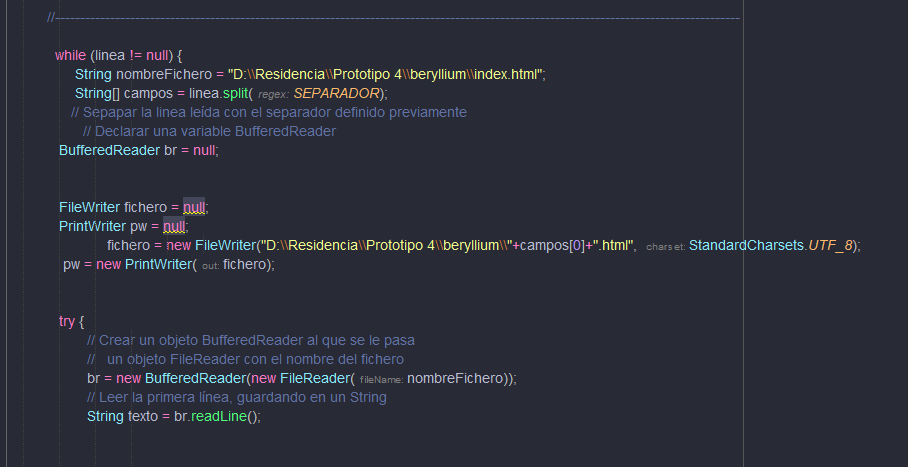 //-----------------------------------------------------------------------------------------------------------------------------------------
while (linea != null) {
String nombreFichero = "D:\\Residencia\\Prototipo 4\\beryllium\\index.html";
String[] campos = linea.split( regex: SEPARADOR);
// Sepapar la linea leída con el separador definido previamente
// Declarar una variable BufferedReader
BufferedReader br = null;
FileWriter fichero = null;
PrintWriter pw = null;
fichero = new FileWriter("D:\\Residencia\\Prototipo 4\\beryllium\\"+campos[0]+".html", charset: StandardCharsets.UTF_8);
pw = new PrintWriter( out: fichero);
try {
// Crear un objeto BufferedReader al que se le pasa
// un objeto FileReader con el nombre del fichero
br = new BufferedReader(new FileReader( fileName: nombreFichero));
// Leer la primera línea, guardando en un String
String texto = br.readLine();